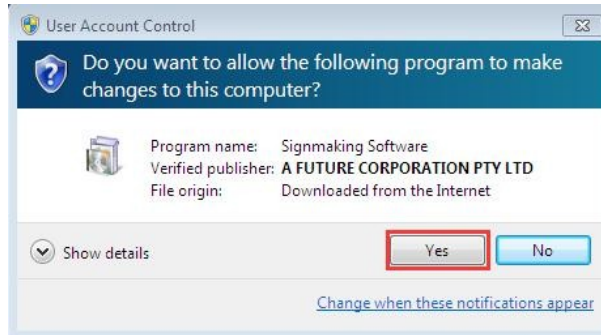 User Account Control
Do you want to allow the following program to make
changes to this computer?
Program name: Signmaking Software
Verified publisher: A FUTURE CORPORATION PTY LTD
File origin: Downloaded from the Internet
Show details
Yes
No
Change when these notifications appear